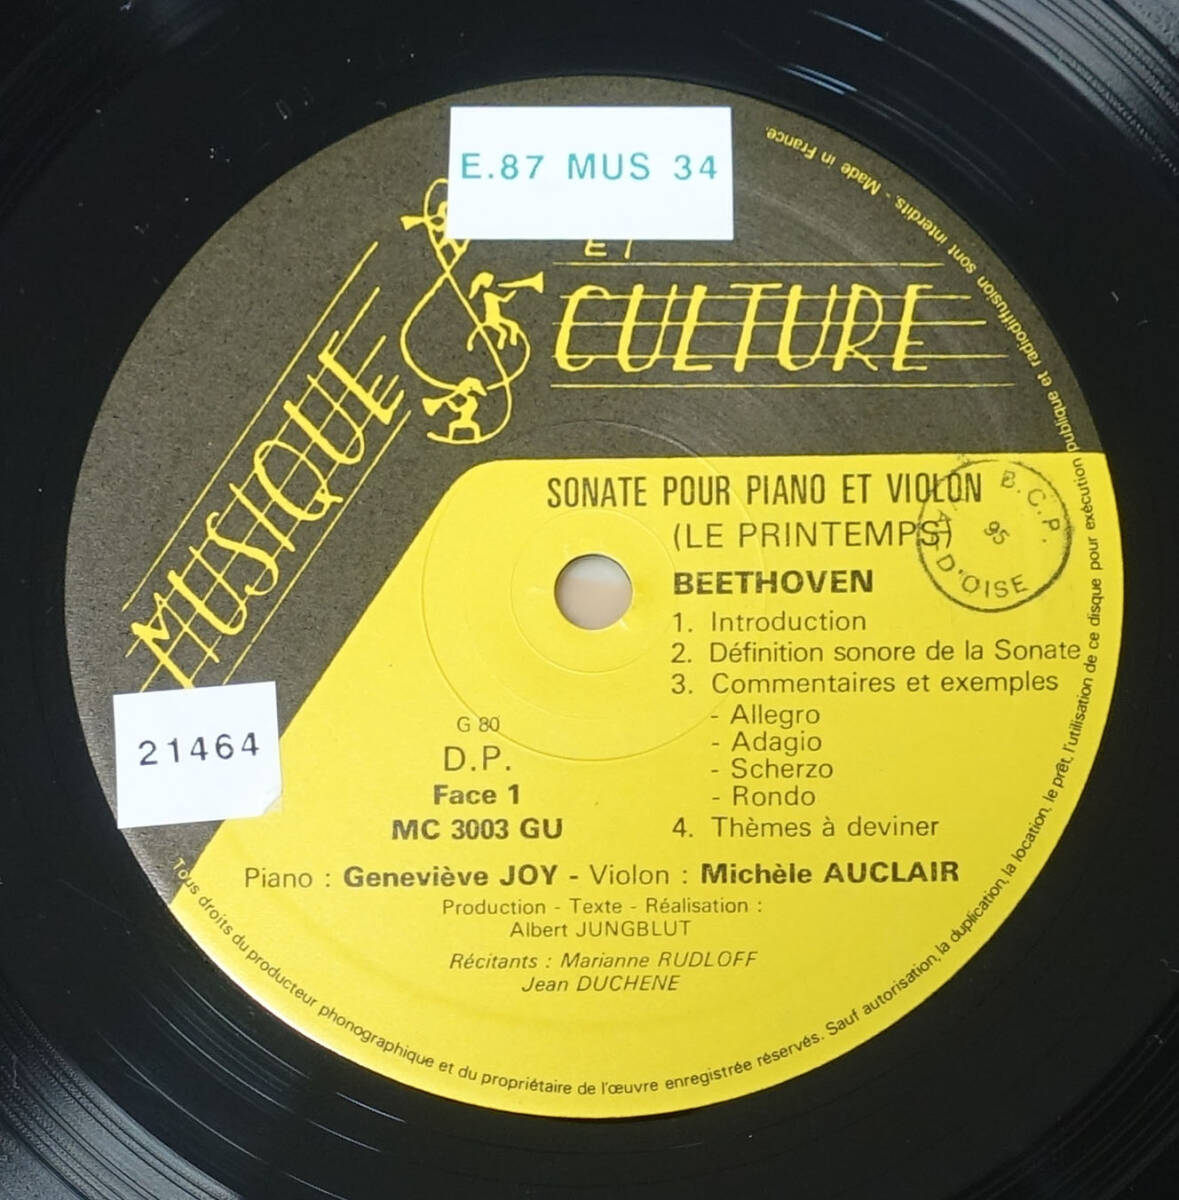 E.87 MUS 34
MUSIQUE
ET
CULTURE
SONATE POUR PIANO ET VIOLON
(LE PRINTEMPS)
BEETHOVEN
B.C.P.
95
VAL-D'OISE
1. Introduction
2. Définition sonore de la Sonate
3. Commentaires et exemples
- Allegro
- Adagio
- Scherzo
- Rondo
4. Thèmes à deviner
21464
G 80
D.P.
Face 1
MC 3003 GU
Piano : Geneviève JOY - Violon : Michèle AUCLAIR
Production - Texte - Réalisation :
Albert JUNGBLUT
Récitants : Marianne RUDLOFF
Jean DUCHENE
Tous droits du producteur phonographique et du propriétaire de l'œuvre enregistrée réservés. Sauf autorisation, la duplication, la location, le prêt, l'utilisation de ce disque pour exécution publique et radiodiffusion sont interdits. - Made in France.